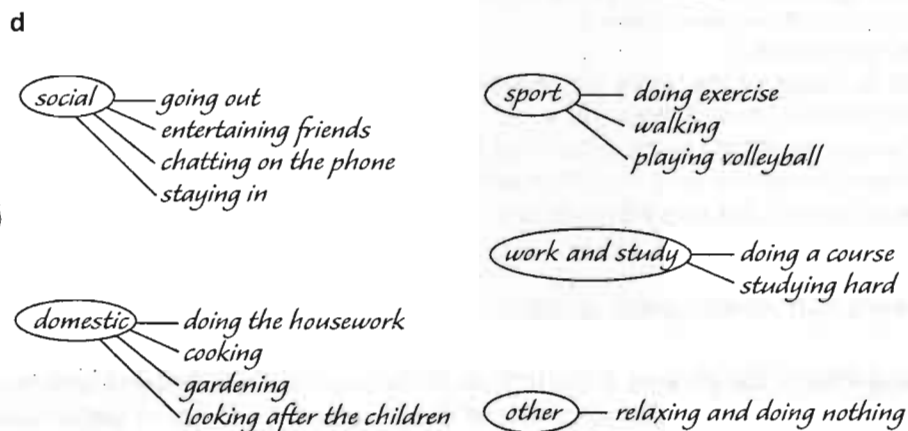 d
social
going out
entertaining friends
chatting on the phone
staying in
sport
doing exercise
walking
playing volleyball
work and study
doing a course
studying hard
domestic
doing the housework
cooking
gardening
looking after the children
other
relaxing and doing nothing